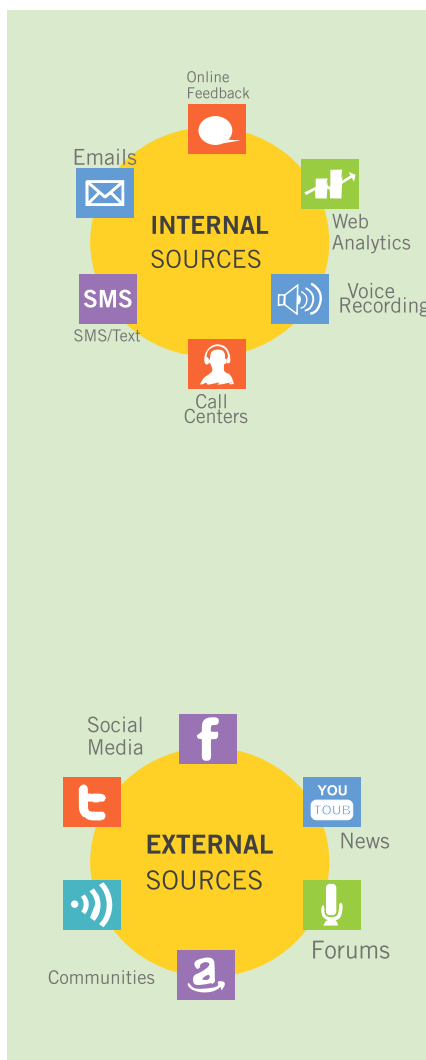 Online
Feedback
Emails
INTERNAL
SOURCES
Web
Analytics
SMS
SMS/Text
Voice
Recording
Call
Centers
Social
Media
f
t
YOU
TOUB
News
EXTERNAL
SOURCES
Forums
Communities
a